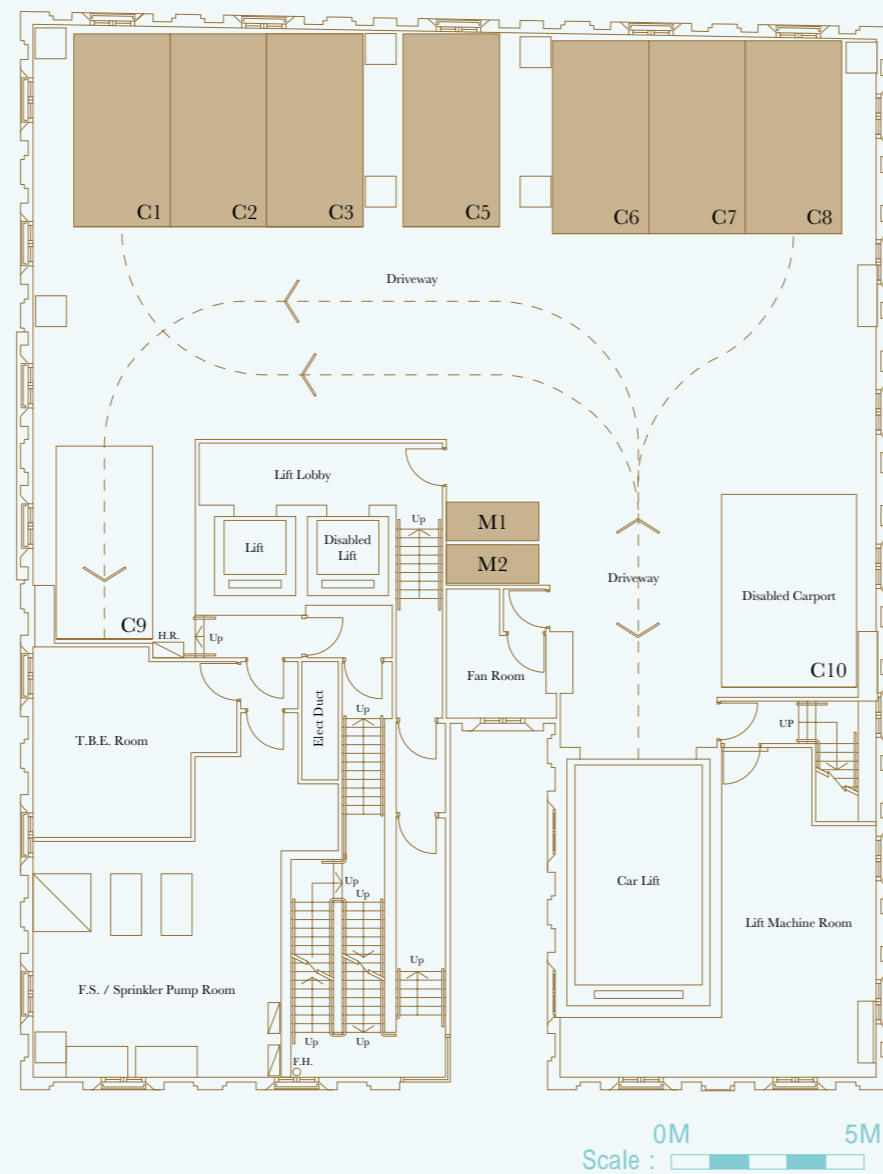 C1
C2
C3
C5
C6
C7
C8
Driveway
Lift Lobby
Up
M1
Lift
Disabled
Lift
M2
Driveway
Disabled Carport
C9
H.R.
Up
C10
Fan Room
Up
Elect Duct
UP
T.B.E. Room
Up
Up
Car Lift
Lift Machine Room
Up
F.S. / Sprinkler Pump Room
Up
Up
F.H.
0M
5M
Scale :